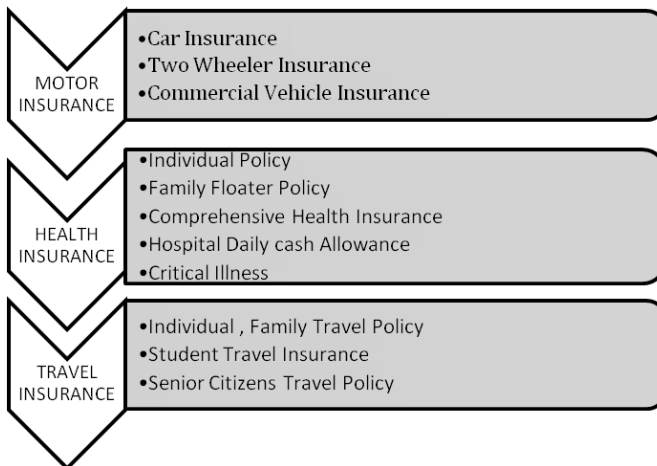 MOTOR
INSURANCE
•Car Insurance
•Two Wheeler Insurance
•Commercial Vehicle Insurance
HEALTH
INSURANCE
•Individual Policy
•Family Floater Policy
•Comprehensive Health Insurance
•Hospital Daily cash Allowance
•Critical Illness
TRAVEL
INSURANCE
•Individual , Family Travel Policy
•Student Travel Insurance
•Senior Citizens Travel Policy